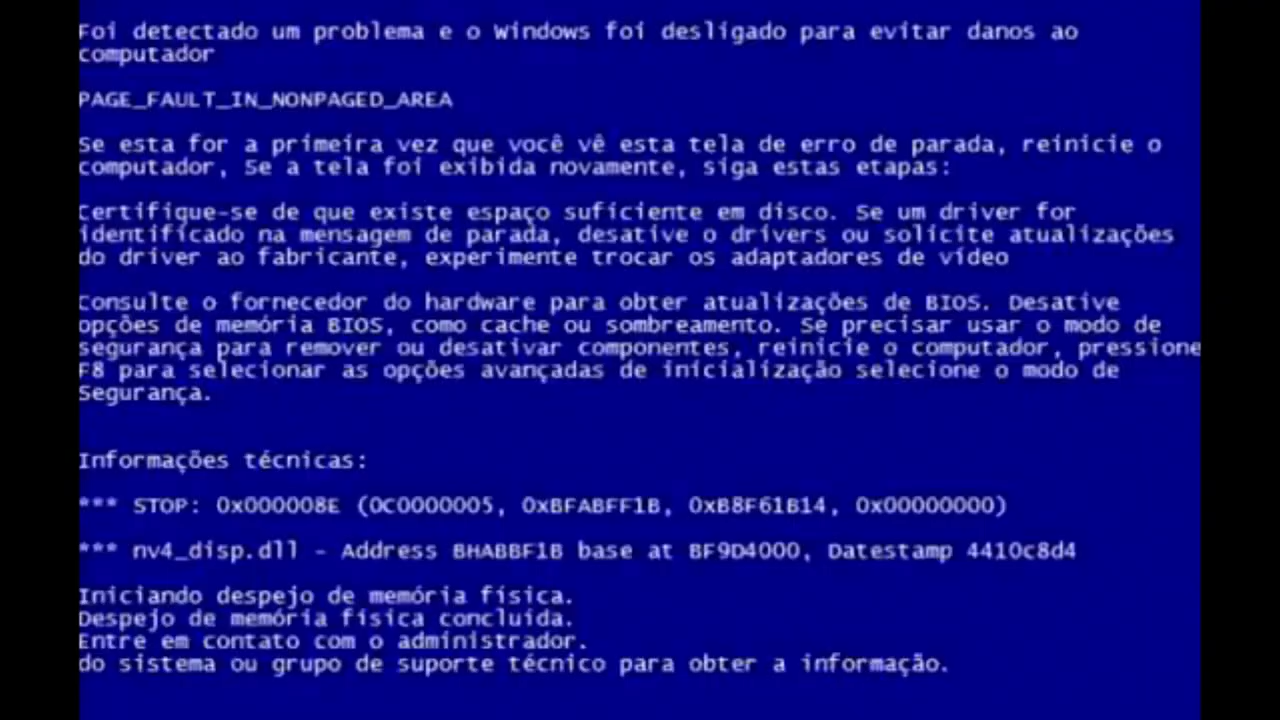 Foi detectado um problema e o Windows foi desligado para evitar danos ao
computador
PAGE_FAULT_IN_NONPAGED_AREA
Se esta for a primeira vez que você vê esta tela de erro de parada, reinicie o
computador, Se a tela foi exibida novamente, siga estas etapas:
Certifique-se de que existe espaço suficiente em disco. Se um driver for
identificado na mensagem de parada, desative o drivers ou solicite atualizações
do driver ao fabricante, experimente trocar os adaptadores de vídeo
Consulte o fornecedor do hardware para obter atualizações de BIOS. Desative
opções de memória BIOS, como cache ou sombreamento. Se precisar usar o modo de
segurança para remover ou desativar componentes, reinicie o computador, pressione
F8 para selecionar as opções avançadas de inicialização selecione o modo de
Segurança.
Informações técnicas:
*** STOP: 0x000008E (0C0000005, 0xBFABFF1B, 0xB8F61B14, 0x00000000)
*** nv4_disp.dll - Address BHABBF1B base at BF9D4000, Datestamp 4410c8d4
Iniciando despejo de memória física.
Despejo de memória física concluída.
Entre em contato com o administrador.
do sistema ou grupo de suporte técnico para obter a informação.